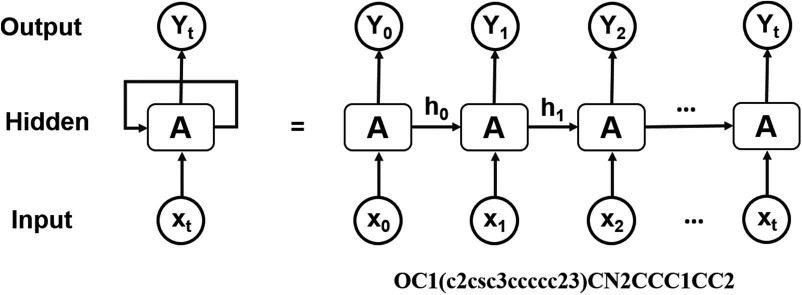 Output Yt Y0 Y1 Y2 Yt
h0 h1 ...
Hidden A = A A A A
Input xt x0 x1 x2 ... xt
OC1(c2csc3ccccc23)CN2CCC1CC2